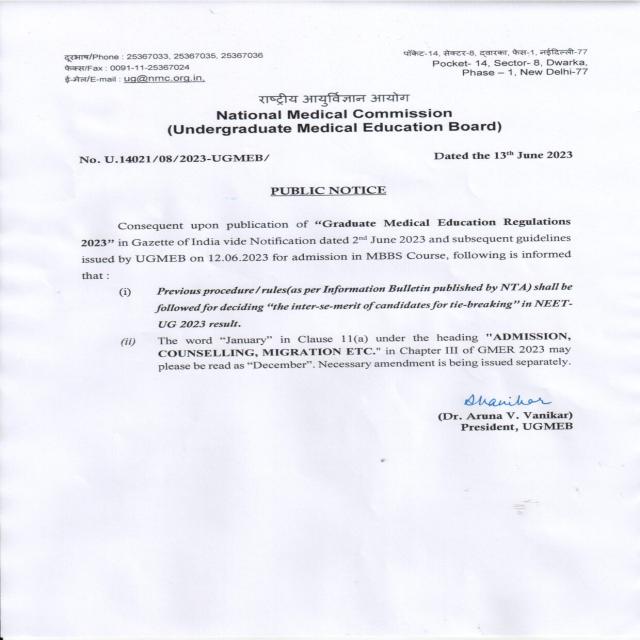 दूरभाष/Phone : 25367033, 25367035, 25367036
फेक्स/Fax : 0091-11-25367024
ई-मेल/E-mail : ug@nmc.org.in,
पॉकेट-14, सेक्टर-8, द्वारका, फेस-1, नई दिल्ली-77
Pocket- 14, Sector- 8, Dwarka,
Phase – 1, New Delhi-77
राष्ट्रीय आयुर्विज्ञान आयोग
National Medical Commission
(Undergraduate Medical Education Board)
No. U.14021/08/2023-UGMEB/ Dated the 13th June 2023
PUBLIC NOTICE
Consequent upon publication of “Graduate Medical Education Regulations
2023” in Gazette of India vide Notification dated 2nd June 2023 and subsequent guidelines
issued by UGMEB on 12.06.2023 for admission in MBBS Course, following is informed
that :
(i) Previous procedure/rules(as per Information Bulletin published by NTA) shall be
followed for deciding “the inter-se-merit of candidates for tie-breaking” in NEET-
UG 2023 result.
(ii) The word “January” in Clause 11(a) under the heading "ADMISSION,
COUNSELLING, MIGRATION ETC." in Chapter III of GMER 2023 may
please be read as “December”. Necessary amendment is being issued separately.
(Dr. Aruna V. Vanikar)
President, UGMEB